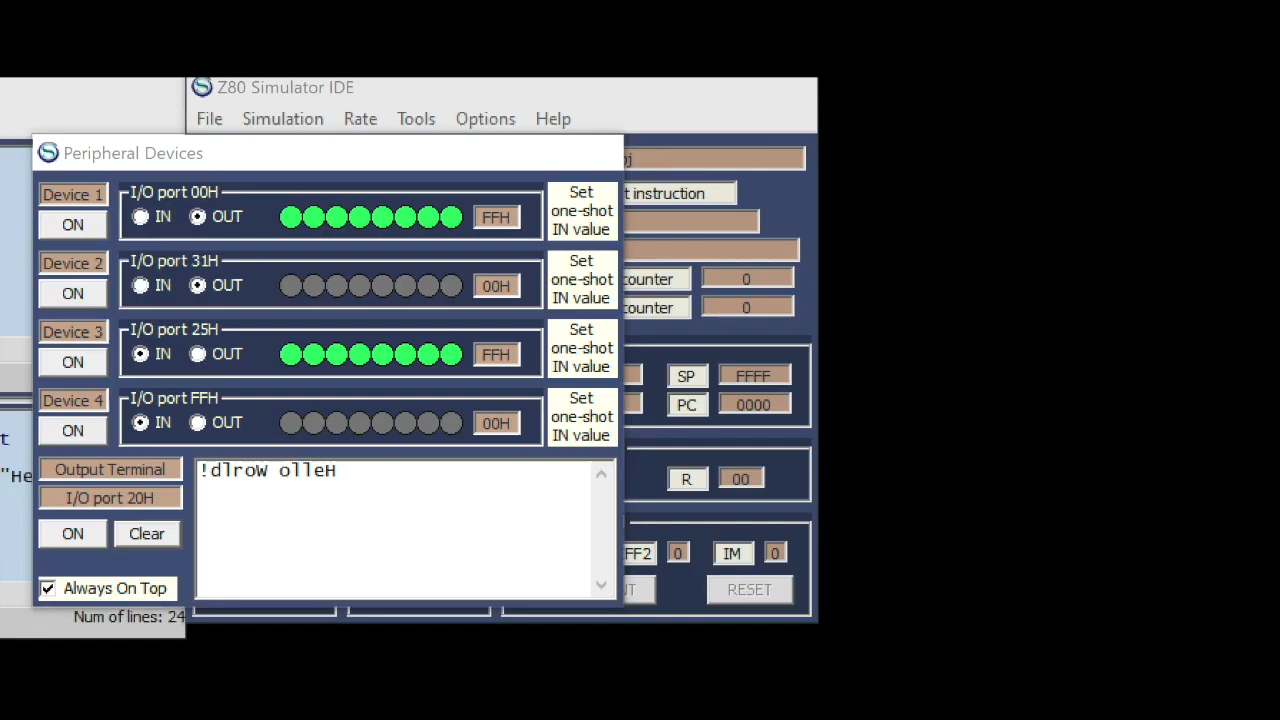 Z80 Simulator IDE
File Simulation Rate Tools Options Help
Peripheral Devices
Device 1
ON
I/O port 00H
IN OUT FFH
Set
one-shot
IN value
Device 2
ON
I/O port 31H
IN OUT 00H
Set
one-shot
IN value
Device 3
ON
I/O port 25H
IN OUT FFH
Set
one-shot
IN value
Device 4
ON
I/O port FFH
IN OUT 00H
Set
one-shot
IN value
Output Terminal
I/O port 20H
ON Clear
Always On Top
!dlroW olleH
oj
t instruction
counter 0
counter 0
SP FFFF
PC 0000
R 00
FF2 0 IM 0
RESET
t
"He
Num of lines: 24